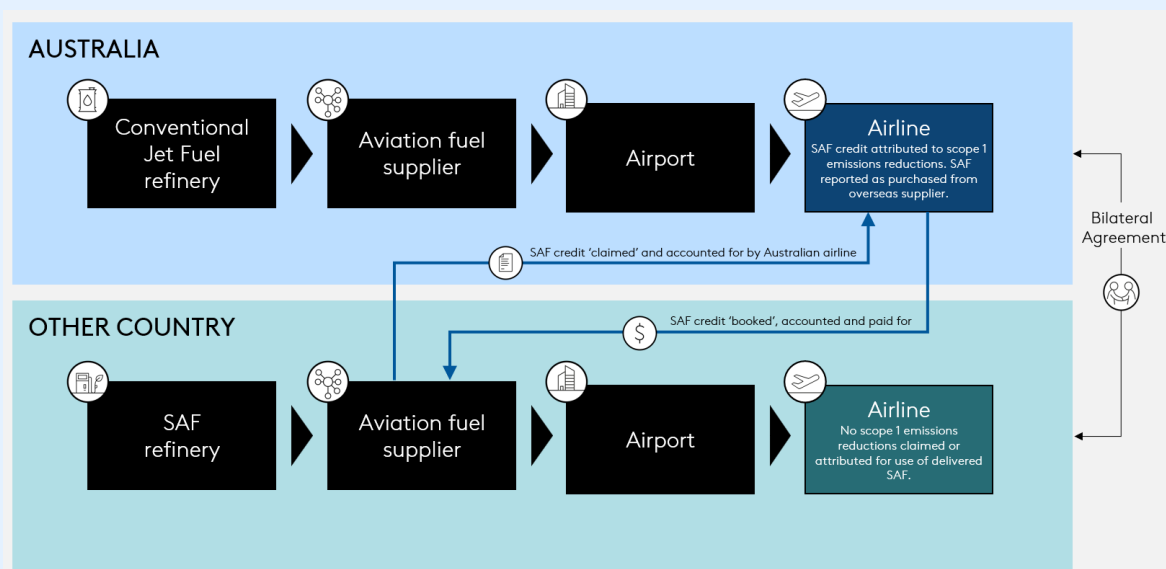 AUSTRALIA
Conventional
Jet Fuel
refinery
Aviation fuel
supplier
Airport
Airline
SAF credit attributed to scope 1
emissions reductions. SAF
reported as purchased from
overseas supplier.
Bilateral
Agreement
SAF credit ‘claimed’ and accounted for by Australian airline
OTHER COUNTRY
SAF credit ‘booked’, accounted and paid for
$
SAF
refinery
Aviation fuel
supplier
Airport
Airline
No scope 1 emissions
reductions claimed or
attributed for use of delivered
SAF.